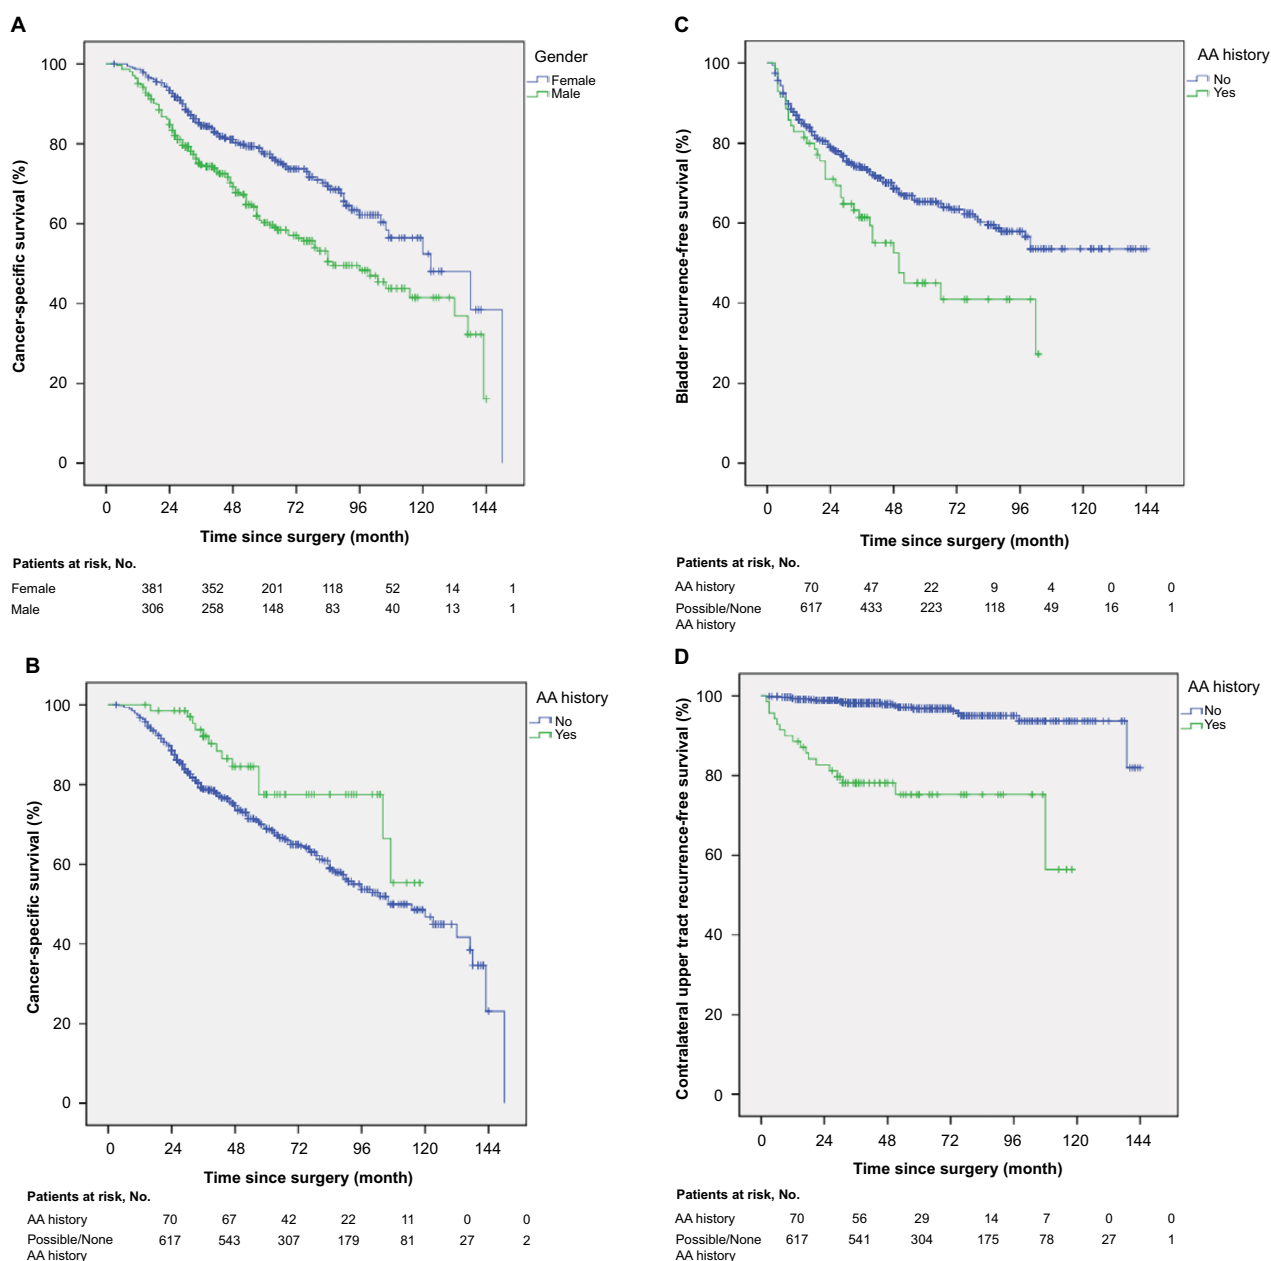 A
Cancer-specific survival (%)
100
80
60
40
20
0
0 24 48 72 96 120 144
Time since surgery (month)
Gender
Female
Male
Patients at risk, No.
Female 381 352 201 118 52 14 1
Male 306 258 148 83 40 13 1
B
Cancer-specific survival (%)
100
80
60
40
20
0
0 24 48 72 96 120 144
Time since surgery (month)
AA history
No
Yes
Patients at risk, No.
AA history 70 67 42 22 11 0 0
Possible/None 617 543 307 179 81 27 2
AA history
C
Bladder recurrence-free survival (%)
100
80
60
40
20
0
0 24 48 72 96 120 144
Time since surgery (month)
AA history
No
Yes
Patients at risk, No.
AA history 70 47 22 9 4 0 0
Possible/None 617 433 223 118 49 16 1
AA history
D
Contralateral upper tract recurrence-free survival (%)
100
80
60
40
20
0
0 24 48 72 96 120 144
Time since surgery (month)
AA history
No
Yes
Patients at risk, No.
AA history 70 56 29 14 7 0 0
Possible/None 617 541 304 175 78 27 1
AA history